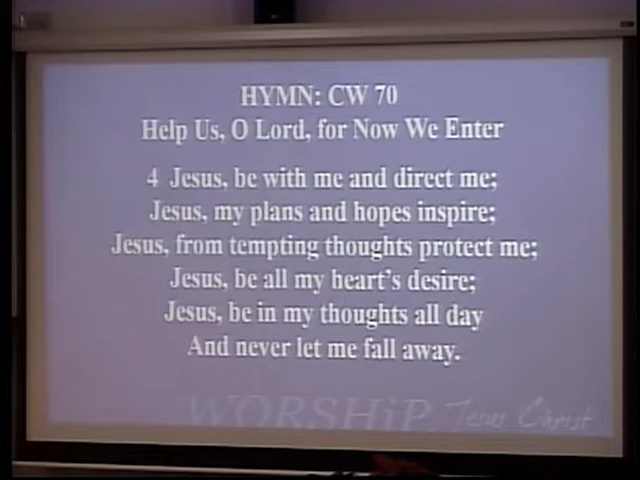 HYMN: CW 70
Help Us, O Lord, for Now We Enter
4 Jesus, be with me and direct me;
Jesus, my plans and hopes inspire;
Jesus, from tempting thoughts protect me;
Jesus, be all my heart's desire;
Jesus, be in my thoughts all day
And never let me fall away.
WORSHiP Jesus Christ